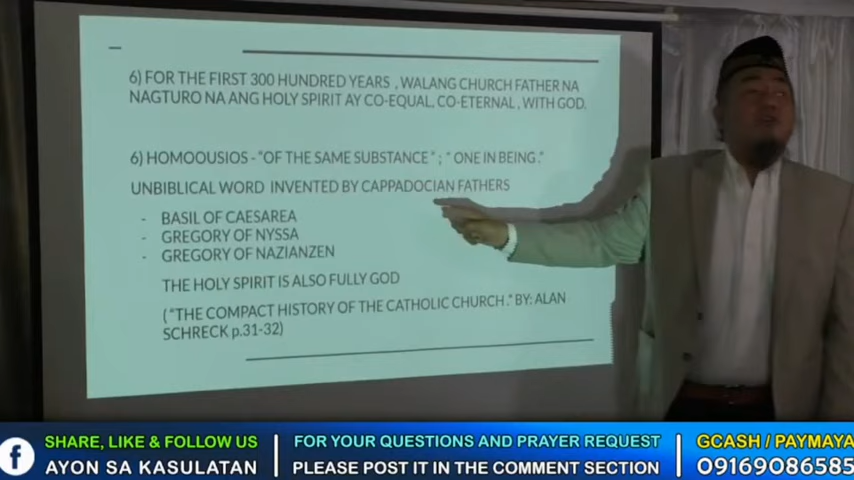 6) FOR THE FIRST 300 HUNDRED YEARS , WALANG CHURCH FATHER NA
NAGTURO NA ANG HOLY SPIRIT AY CO-EQUAL, CO-ETERNAL , WITH GOD.
6) HOMOOUSIOS - "OF THE SAME SUBSTANCE" ; " ONE IN BEING."
UNBIBLICAL WORD INVENTED BY CAPPADOCIAN FATHERS
- BASIL OF CAESAREA
- GREGORY OF NYSSA
- GREGORY OF NAZIANZEN
THE HOLY SPIRIT IS ALSO FULLY GOD
("THE COMPACT HISTORY OF THE CATHOLIC CHURCH." BY: ALAN
SCHRECK p.31-32)
f
SHARE, LIKE & FOLLOW US
AYON SA KASULATAN
FOR YOUR QUESTIONS AND PRAYER REQUEST
PLEASE POST IT IN THE COMMENT SECTION
GCASH / PAYMAYA
09169086585